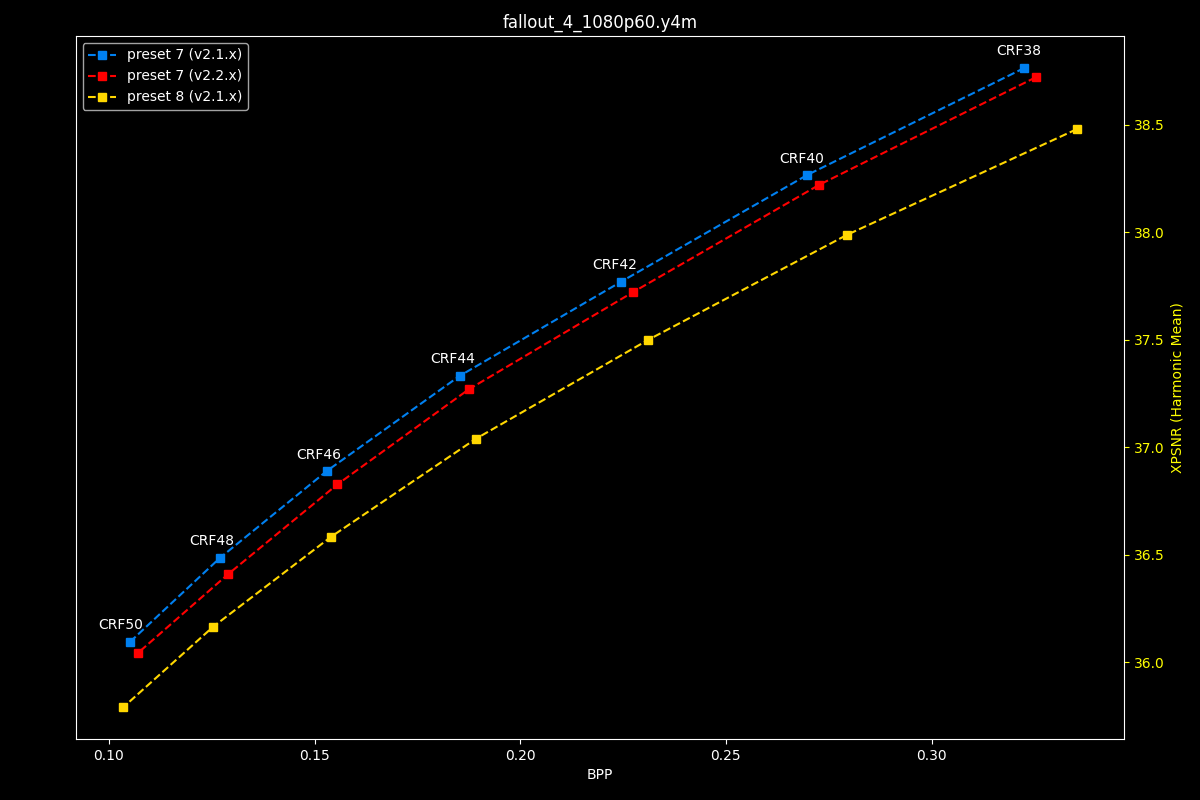 fallout_4_1080p60.y4m
preset 7 (v2.1.x)
preset 7 (v2.2.x)
preset 8 (v2.1.x)
CRF38
CRF40
CRF42
CRF44
CRF46
CRF48
CRF50
38.5
38.0
37.5
37.0
36.5
36.0
XPSNR (Harmonic Mean)
0.10 0.15 0.20 0.25 0.30
BPP